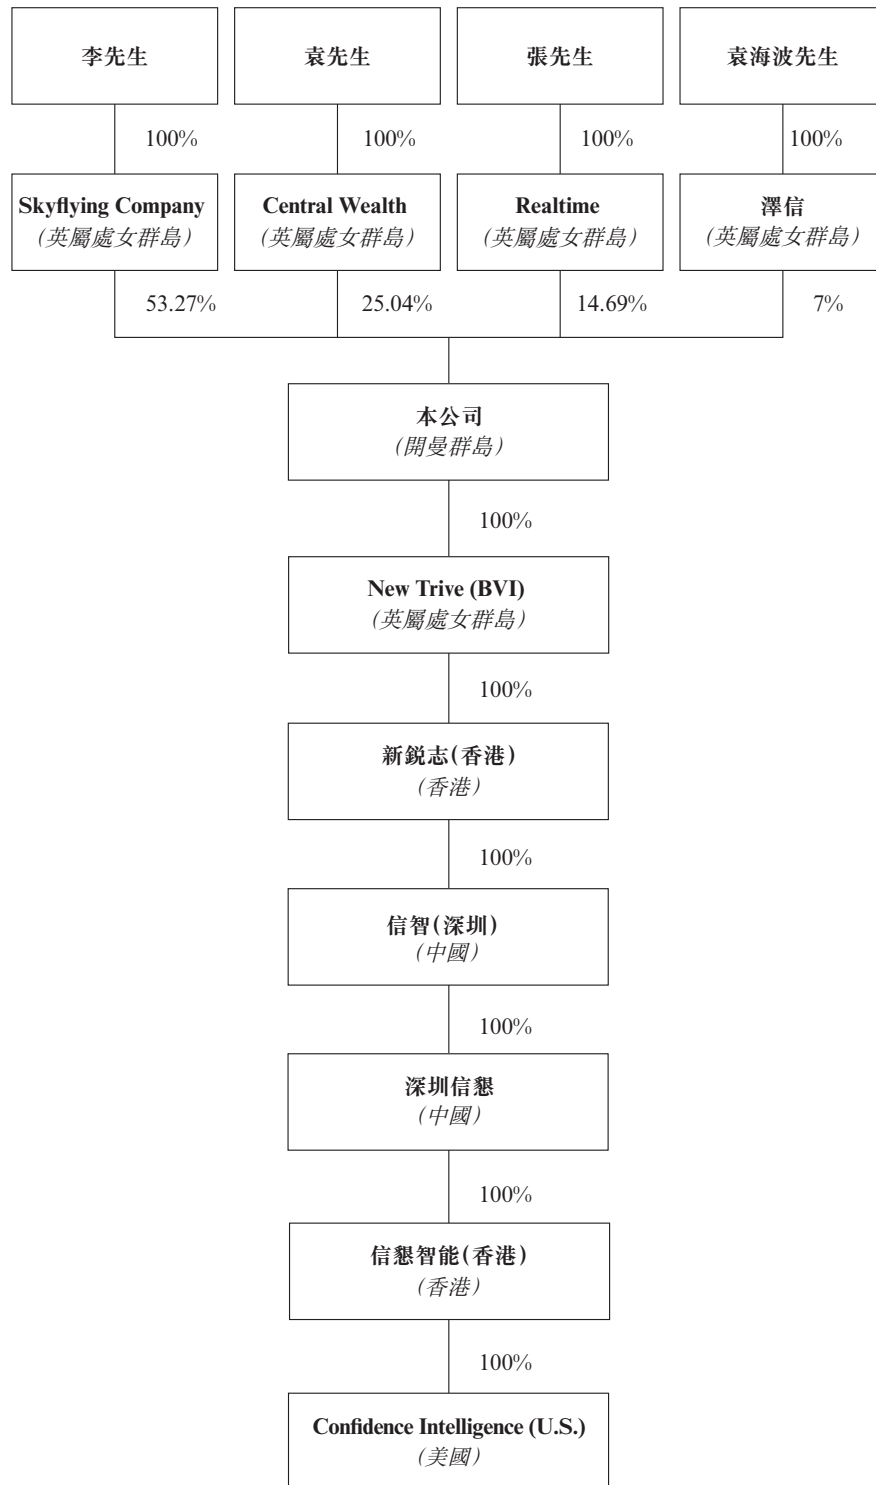 李先生
袁先生
張先生
袁海波先生
100%
100%
100%
100%
Skyflying Company
(英屬處女群島)
Central Wealth
(英屬處女群島)
Realtime
(英屬處女群島)
澤信
(英屬處女群島)
53.27%
25.04%
14.69%
7%
本公司
(開曼群島)
100%
New Trive (BVI)
(英屬處女群島)
100%
新鋭志(香港)
(香港)
100%
信智(深圳)
(中國)
100%
深圳信懇
(中國)
100%
信懇智能(香港)
(香港)
100%
Confidence Intelligence (U.S.)
(美國)